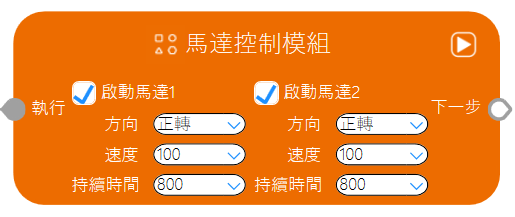 馬達控制模組
執行
啟動馬達1
啟動馬達2
下一步
方向 正轉
方向 正轉
速度 100
速度 100
持續時間 800
持續時間 800